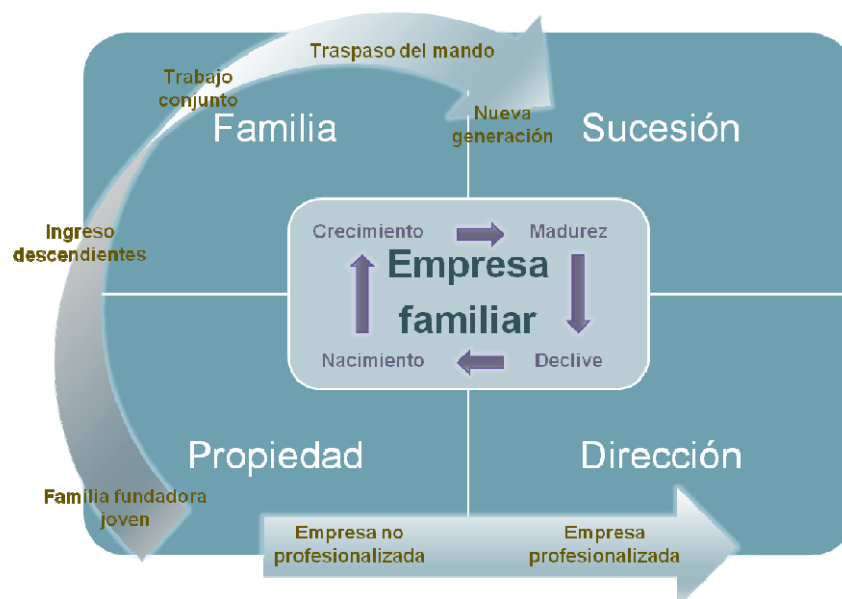 Traspaso del mando
Trabajo
conjunto
Familia
Nueva
generación
Sucesión
Ingreso
descendientes
Crecimiento
Madurez
Empresa
familiar
Nacimiento
Declive
Propiedad
Dirección
Familia fundadora
joven
Empresa no
profesionalizada
Empresa
profesionalizada